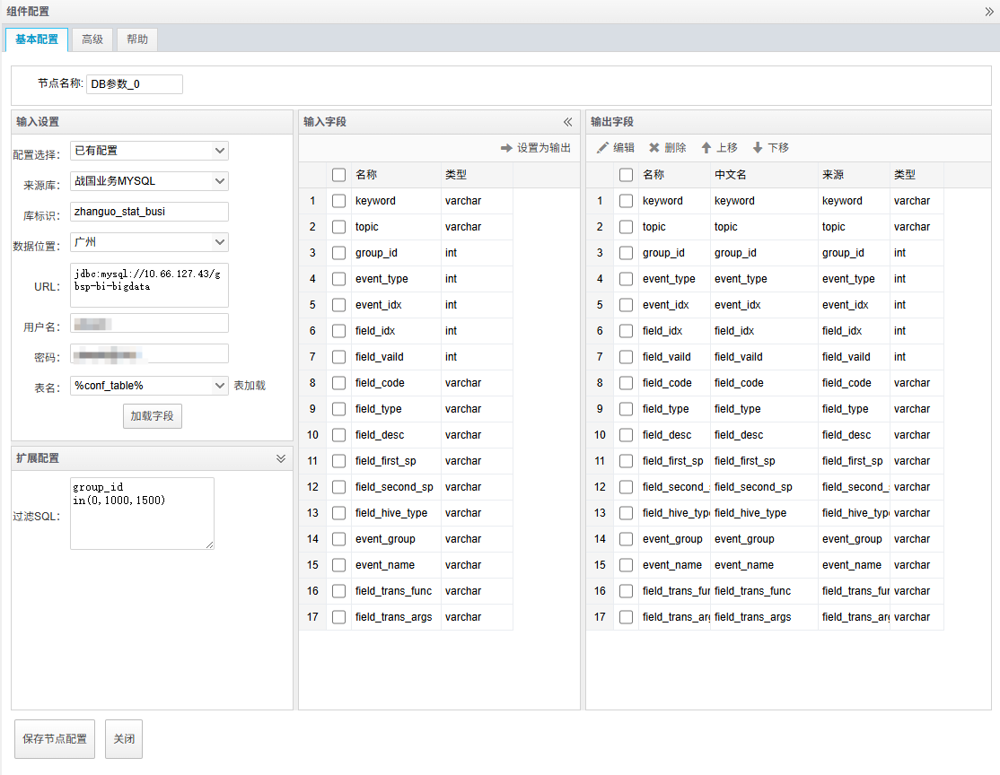 组件配置
基本配置 高级 帮助
节点名称: DB参数_0
输入设置
配置选择： 已有配置
来源库： 战国业务MYSQL
库标识： zhanguo_stat_busi
数据位置： 广州
URL： jdbc:mysql://10.66.127.43/g
bsp-bi-bigdata
用户名：
密码：
表名： %conf_table% 表加载
加载字段
扩展配置
过滤SQL： group_id
in(0,1000,1500)
输入字段
设置为输出
名称 类型
1 keyword varchar
2 topic varchar
3 group_id int
4 event_type int
5 event_idx int
6 field_idx int
7 field_vaild int
8 field_code varchar
9 field_type varchar
10 field_desc varchar
11 field_first_sp varchar
12 field_second_sp varchar
13 field_hive_type varchar
14 event_group varchar
15 event_name varchar
16 field_trans_func varchar
17 field_trans_args varchar
输出字段
编辑 删除 上移 下移
名称 中文名 来源 类型
1 keyword keyword keyword varchar
2 topic topic topic varchar
3 group_id group_id group_id int
4 event_type event_type event_type int
5 event_idx event_idx event_idx int
6 field_idx field_idx field_idx int
7 field_vaild field_vaild field_vaild int
8 field_code field_code field_code varchar
9 field_type field_type field_type varchar
10 field_desc field_desc field_desc varchar
11 field_first_sp field_first_sp field_first_sp varchar
12 field_second_ field_second_sp field_second_ varchar
13 field_hive_typ field_hive_type field_hive_typ varchar
14 event_group event_group event_group varchar
15 event_name event_name event_name varchar
16 field_trans_fur field_trans_func field_trans_fur varchar
17 field_trans_arg field_trans_args field_trans_arg varchar
保存节点配置 关闭